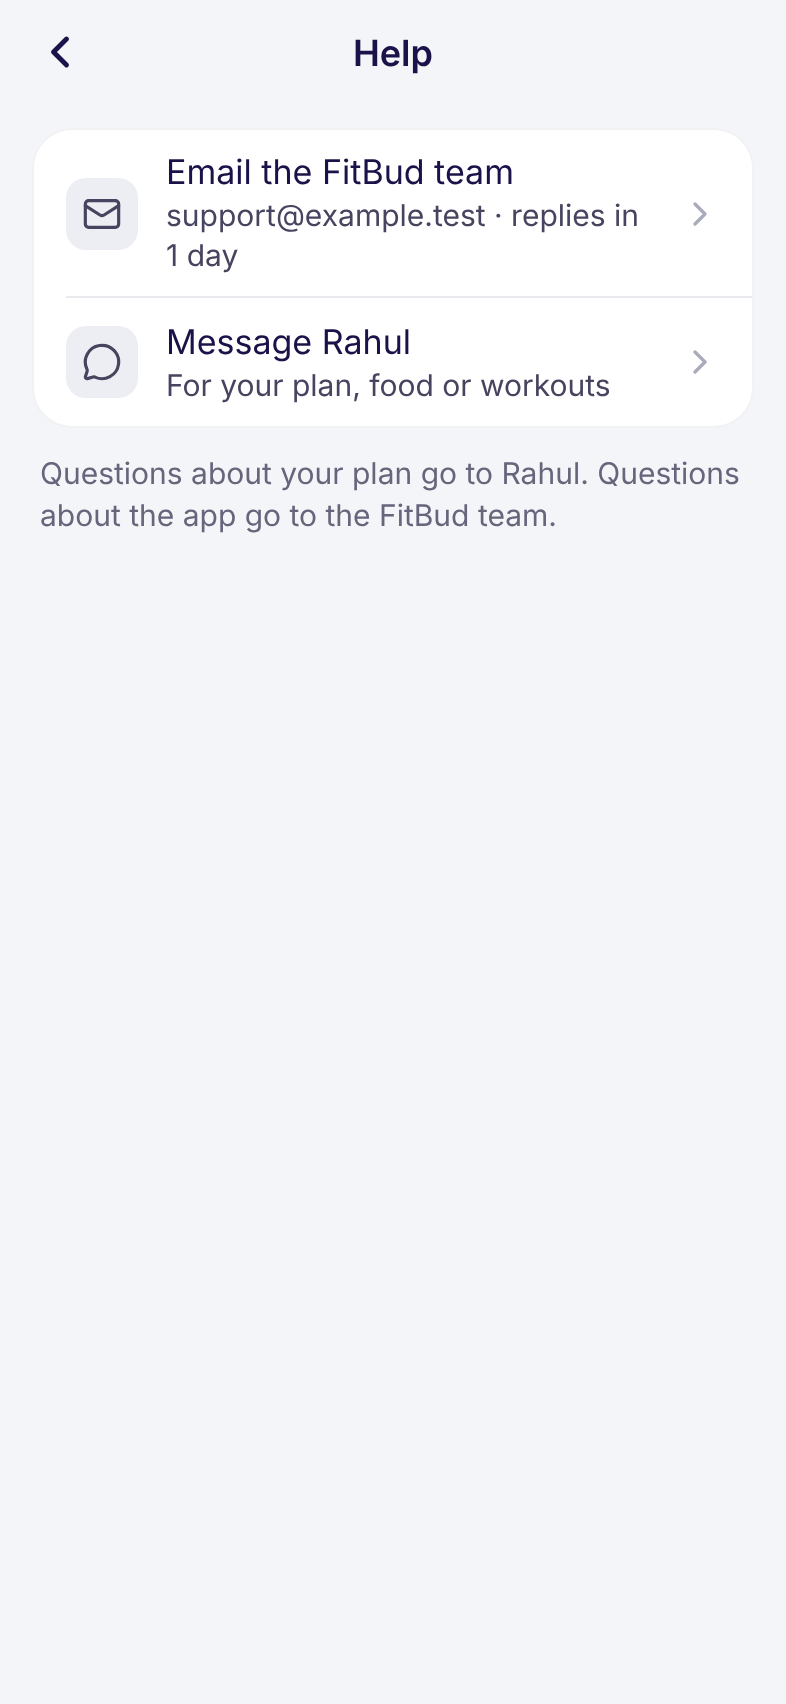 Help
Email the FitBud team
support@example.test · replies in
1 day
Message Rahul
For your plan, food or workouts
Questions about your plan go to Rahul. Questions
about the app go to the FitBud team.